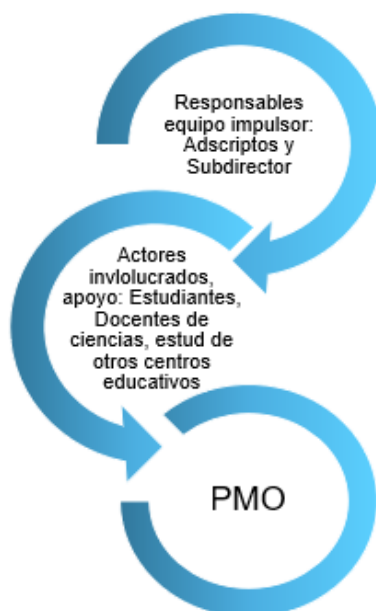 Responsables
equipo impulsor:
Adscriptos y
Subdirector
Actores
invlolucrados,
apoyo: Estudiantes,
Docentes de
ciencias, estud de
otros centros
educativos
PMO